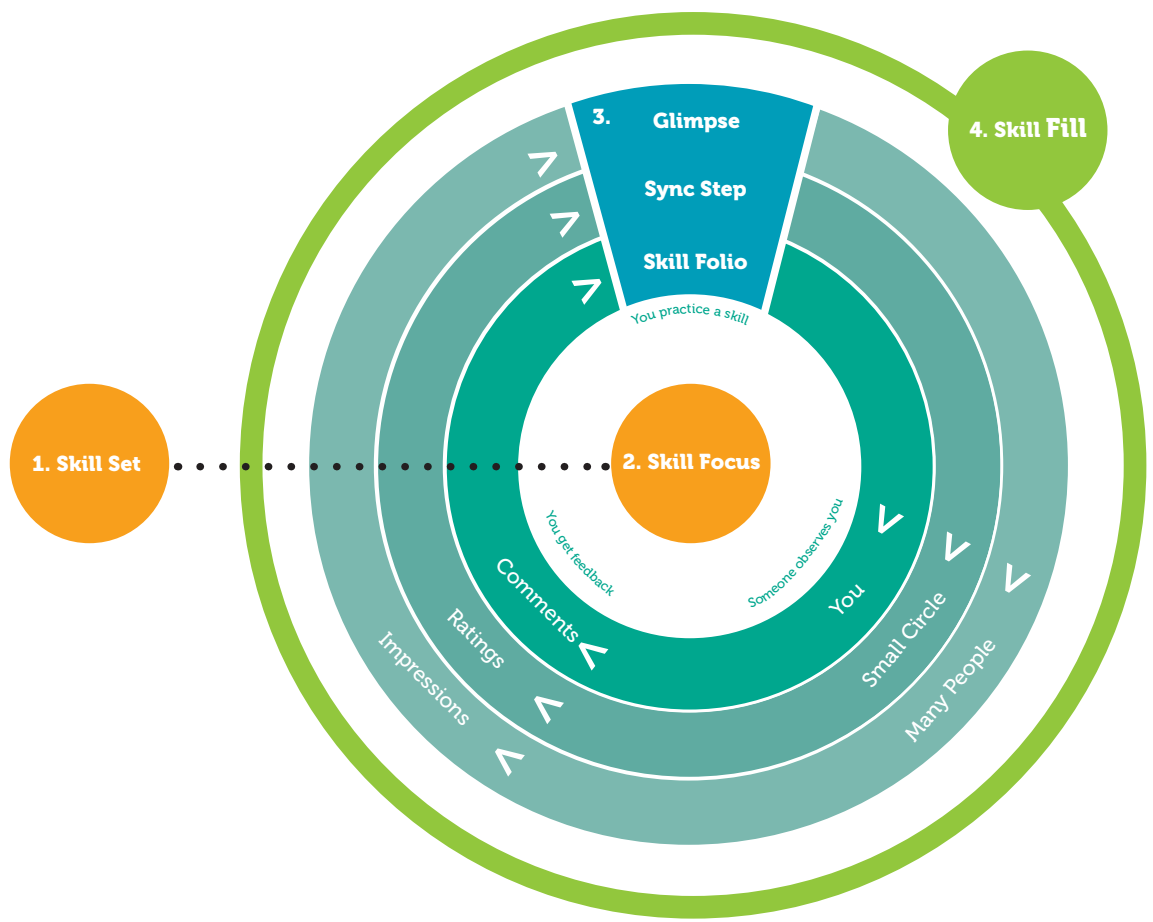 3.
Glimpse
Sync Step
Skill Folio
4. Skill Fill
You practice a skill
1. Skill Set
2. Skill Focus
You get feedback
Someone observes you
Comments
You
Ratings
Small Circle
Impressions
Many People